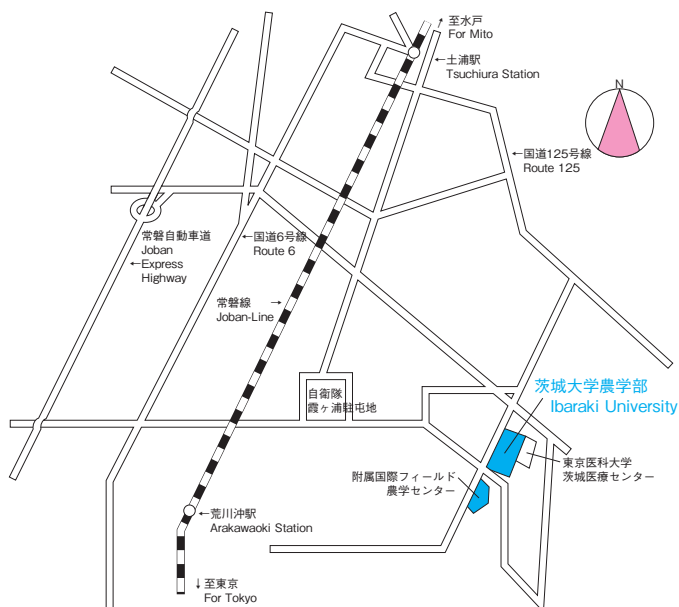 ↗
至水戸
For Mito
←土浦駅
Tsuchiura Station
N
←国道125号線
Route 125
常磐自動車道
Joban
←Express
Highway
←国道6号線
Route 6
常磐線 →
Joban-Line
自衛隊
霞ヶ浦駐屯地
茨城大学農学部
Ibaraki University
←東京医科大学
茨城医療センター
附属国際フィールド
農学センター
←荒川沖駅
Arakawaoki Station
↓至東京
For Tokyo